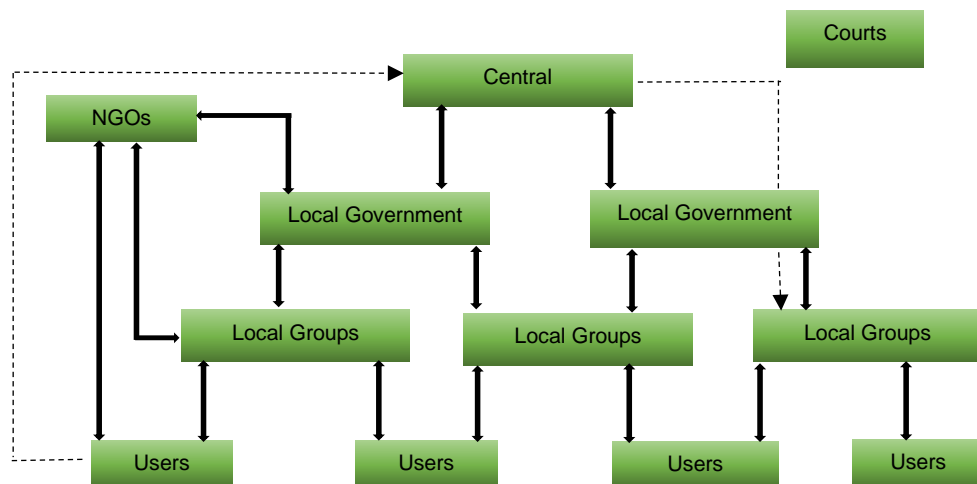 Courts
Central
NGOs
Local Government
Local Government
Local Groups
Local Groups
Local Groups
Users
Users
Users
Users